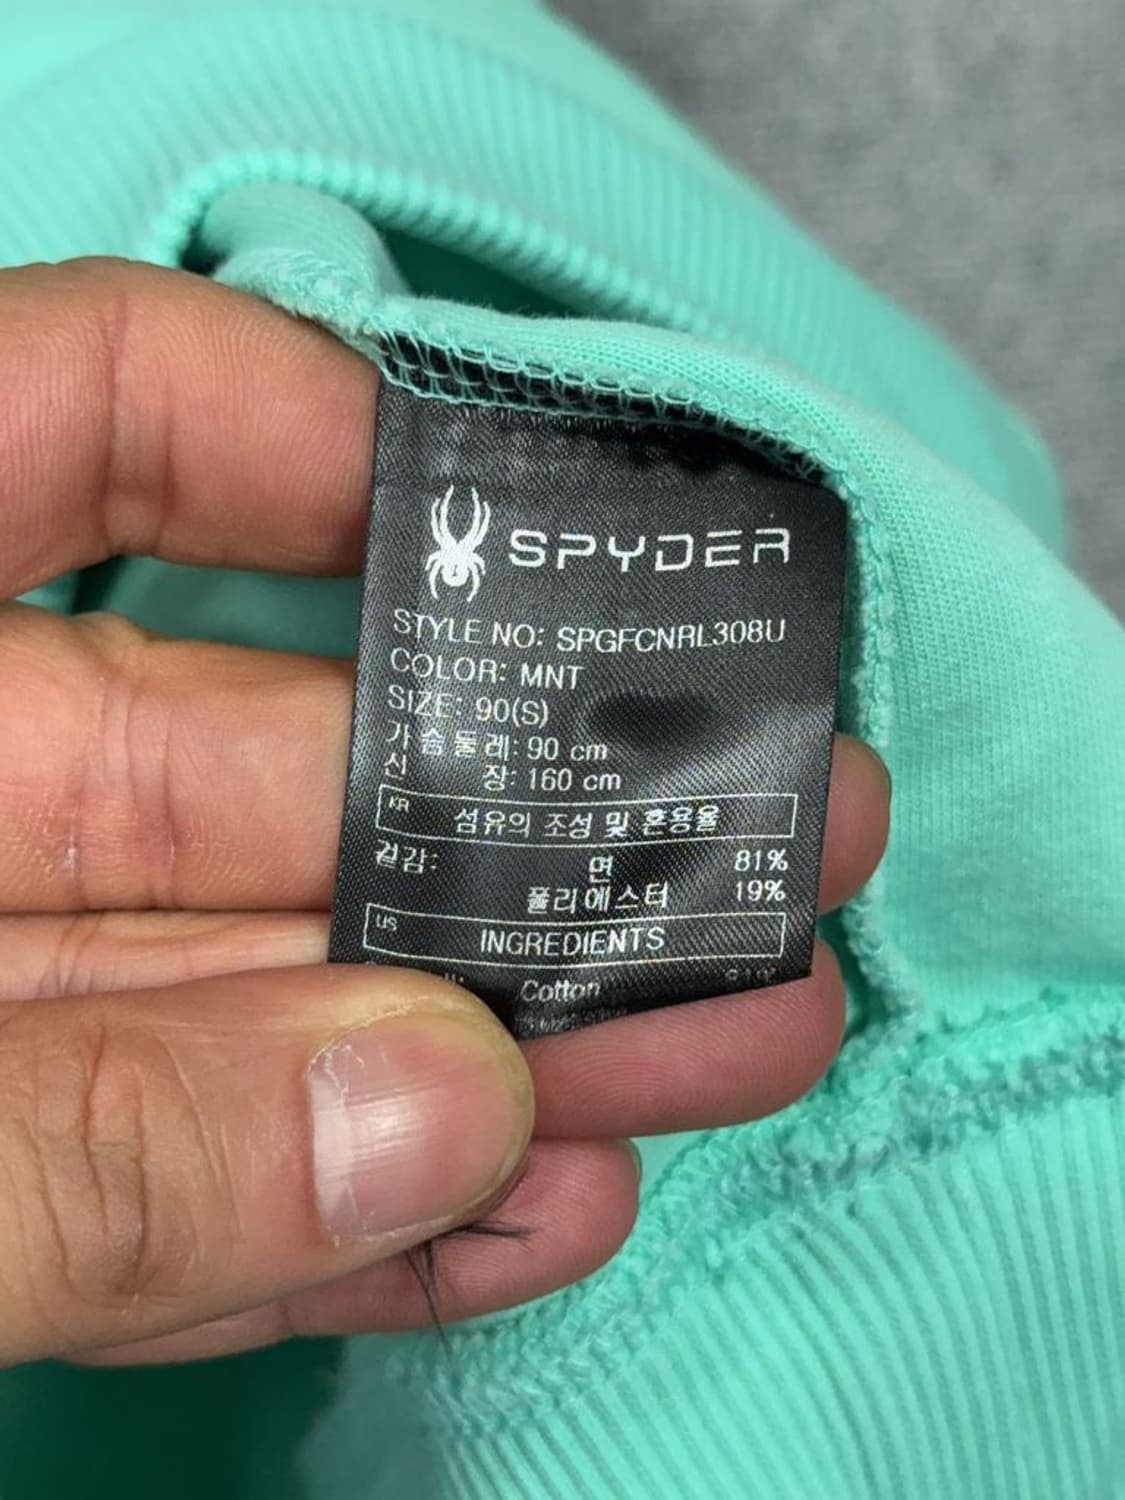 SPYDER
STYLE NO: SPGFCNRL308U
COLOR: MNT
SIZE: 90(S)
가슴둘레: 90 cm
신 장: 160 cm
KR 섬유의 조성 및 혼용율
겉감: 면 81%
폴리에스터 19%
US INGREDIENTS
Cotton